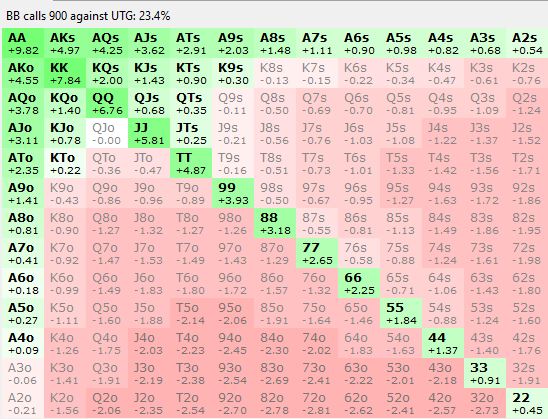 BB calls 900 against UTG: 23.4%
AA AKs AQs AJs ATs A9s A8s A7s A6s A5s A4s A3s A2s
+9.82 +4.97 +4.25 +3.62 +2.91 +2.03 +1.48 +1.11 +0.90 +0.98 +0.82 +0.68 +0.54
AKo KK KQs KJs KTs K9s K8s K7s K6s K5s K4s K3s K2s
+4.55 +7.84 +2.00 +1.43 +0.90 +0.30 -0.13 -0.15 -0.22 -0.34 -0.47 -0.61 -0.76
AQo KQo QQ QJs QTs Q9s Q8s Q7s Q6s Q5s Q4s Q3s Q2s
+3.78 +1.40 +6.76 +0.68 +0.35 -0.11 -0.50 -0.69 -0.70 -0.81 -0.95 -1.09 -1.24
AJo KJo QJo JJ JTs J9s J8s J7s J6s J5s J4s J3s J2s
+3.11 +0.78 -0.00 +5.81 +0.25 -0.21 -0.56 -0.76 -1.03 -1.08 -1.22 -1.37 -1.52
ATo KTo QTo JTo TT T9s T8s T7s T6s T5s T4s T3s T2s
+2.35 +0.22 -0.36 -0.47 +4.87 -0.16 -0.51 -0.73 -1.01 -1.33 -1.42 -1.56 -1.71
A9o K9o Q9o J9o T9o 99 98s 97s 96s 95s 94s 93s 92s
+1.41 -0.43 -0.86 -0.96 -0.89 +3.93 -0.50 -0.67 -0.95 -1.27 -1.63 -1.72 -1.86
A8o K8o Q8o J8o T8o 98o 88 87s 86s 85s 84s 83s 82s
+0.81 -0.90 -1.27 -1.32 -1.27 -1.26 +3.18 -0.55 -0.81 -1.13 -1.49 -1.86 -1.95
A7o K7o Q7o J7o T7o 97o 87o 77 76s 75s 74s 73s 72s
+0.41 -0.92 -1.47 -1.53 -1.49 -1.43 -1.29 +2.65 -0.58 -0.88 -1.24 -1.61 -1.98
A6o K6o Q6o J6o T6o 96o 86o 76o 66 65s 64s 63s 62s
+0.18 -0.99 -1.49 -1.83 -1.80 -1.72 -1.57 -1.32 +2.25 -0.71 -1.06 -1.43 -1.80
A5o K5o Q5o J5o T5o 95o 85o 75o 65o 55 54s 53s 52s
+0.27 -1.11 -1.60 -1.88 -2.14 -2.06 -1.91 -1.64 -1.46 +1.84 -0.88 -1.24 -1.60
A4o K4o Q4o J4o T4o 94o 84o 74o 64o 54o 44 43s 42s
+0.09 -1.26 -1.75 -2.03 -2.23 -2.45 -2.30 -2.02 -1.83 -1.63 +1.37 -1.40 -1.76
A3o K3o Q3o J3o T3o 93o 83o 73o 63o 53o 43o 33 32s
-0.06 -1.41 -1.91 -2.19 -2.38 -2.54 -2.69 -2.41 -2.22 -2.01 -2.18 +0.91 -1.91
A2o K2o Q2o J2o T2o 92o 82o 72o 62o 52o 42o 32o 22
-0.21 -1.56 -2.06 -2.35 -2.54 -2.70 -2.78 -2.81 -2.62 -2.41 -2.57 -2.73 +0.45